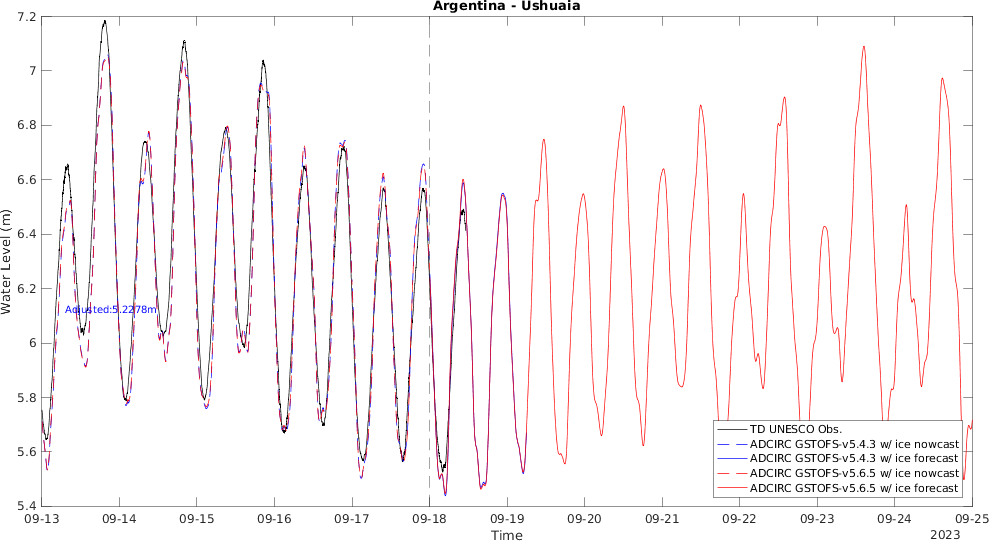 Argentina - Ushuaia
7.2
7
6.8
6.6
6.4
6.2
6
5.8
5.6
5.4
Water Level (m)
Adjusted:5.2278m
TD UNESCO Obs.
ADCIRC GSTOFS-v5.4.3 w/ ice nowcast
ADCIRC GSTOFS-v5.4.3 w/ ice forecast
ADCIRC GSTOFS-v5.6.5 w/ ice nowcast
ADCIRC GSTOFS-v5.6.5 w/ ice forecast
09-13 09-14 09-15 09-16 09-17 09-18 09-19 09-20 09-21 09-22 09-23 09-24 09-25
Time
2023